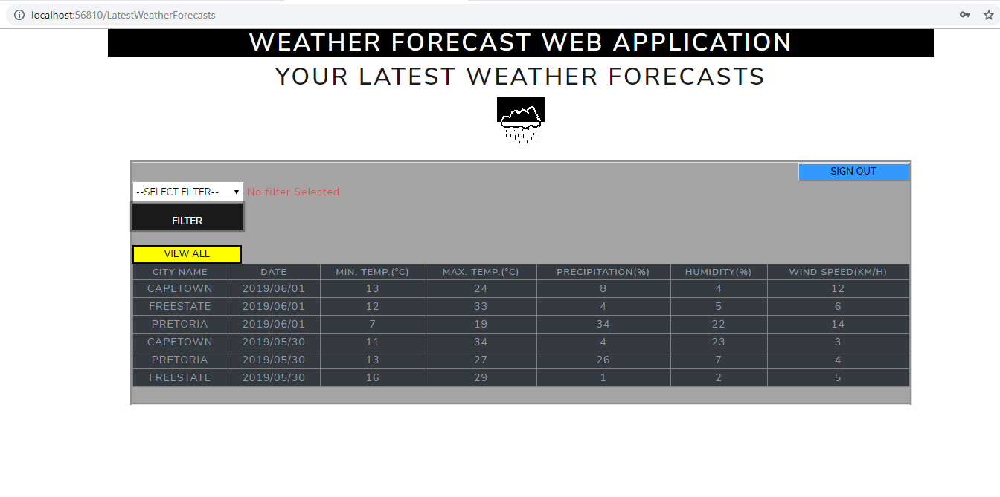 localhost:56810/LatestWeatherForecasts
WEATHER FORECAST WEB APPLICATION
YOUR LATEST WEATHER FORECASTS
SIGN OUT
--SELECT FILTER-- No filter Selected
FILTER
VIEW ALL
CITY NAME DATE MIN. TEMP.(°C) MAX. TEMP.(°C) PRECIPITATION(%) HUMIDITY(%) WIND SPEED(KM/H)
CAPETOWN 2019/06/01 13 24 8 4 12
FREESTATE 2019/06/01 12 33 4 5 6
PRETORIA 2019/06/01 7 19 34 22 14
CAPETOWN 2019/05/30 11 34 4 23 3
PRETORIA 2019/05/30 13 27 26 7 4
FREESTATE 2019/05/30 16 29 1 2 5